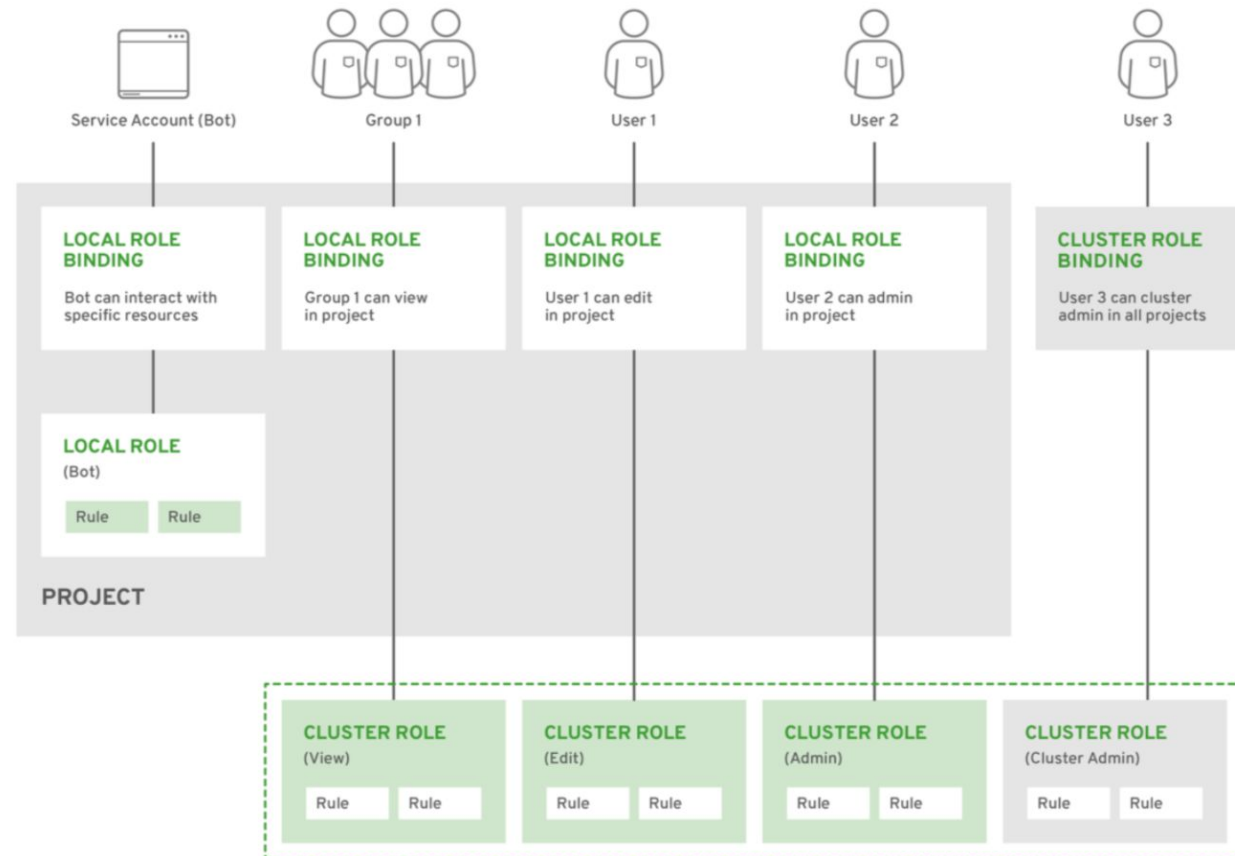 Service Account (Bot)
Group 1
User 1
User 2
User 3
LOCAL ROLE
BINDING
Bot can interact with
specific resources
LOCAL ROLE
BINDING
Group 1 can view
in project
LOCAL ROLE
BINDING
User 1 can edit
in project
LOCAL ROLE
BINDING
User 2 can admin
in project
CLUSTER ROLE
BINDING
User 3 can cluster
admin in all projects
LOCAL ROLE
(Bot)
Rule
Rule
PROJECT
CLUSTER ROLE
(View)
Rule
Rule
CLUSTER ROLE
(Edit)
Rule
Rule
CLUSTER ROLE
(Admin)
Rule
Rule
CLUSTER ROLE
(Cluster Admin)
Rule
Rule